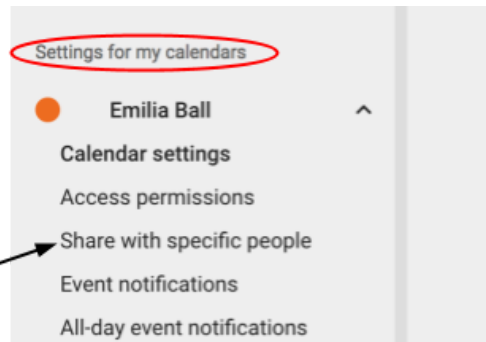 Settings for my calendars
Emilia Ball
Calendar settings
Access permissions
Share with specific people
Event notifications
All-day event notifications